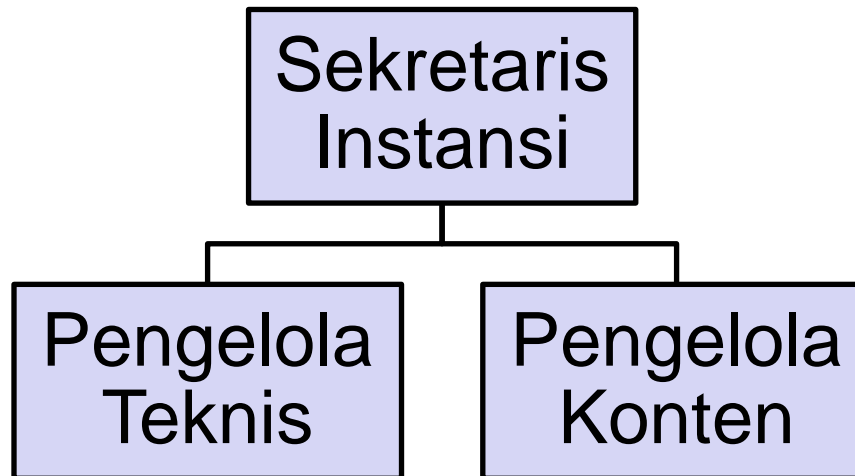 Sekretaris
Instansi
Pengelola
Teknis
Pengelola
Konten